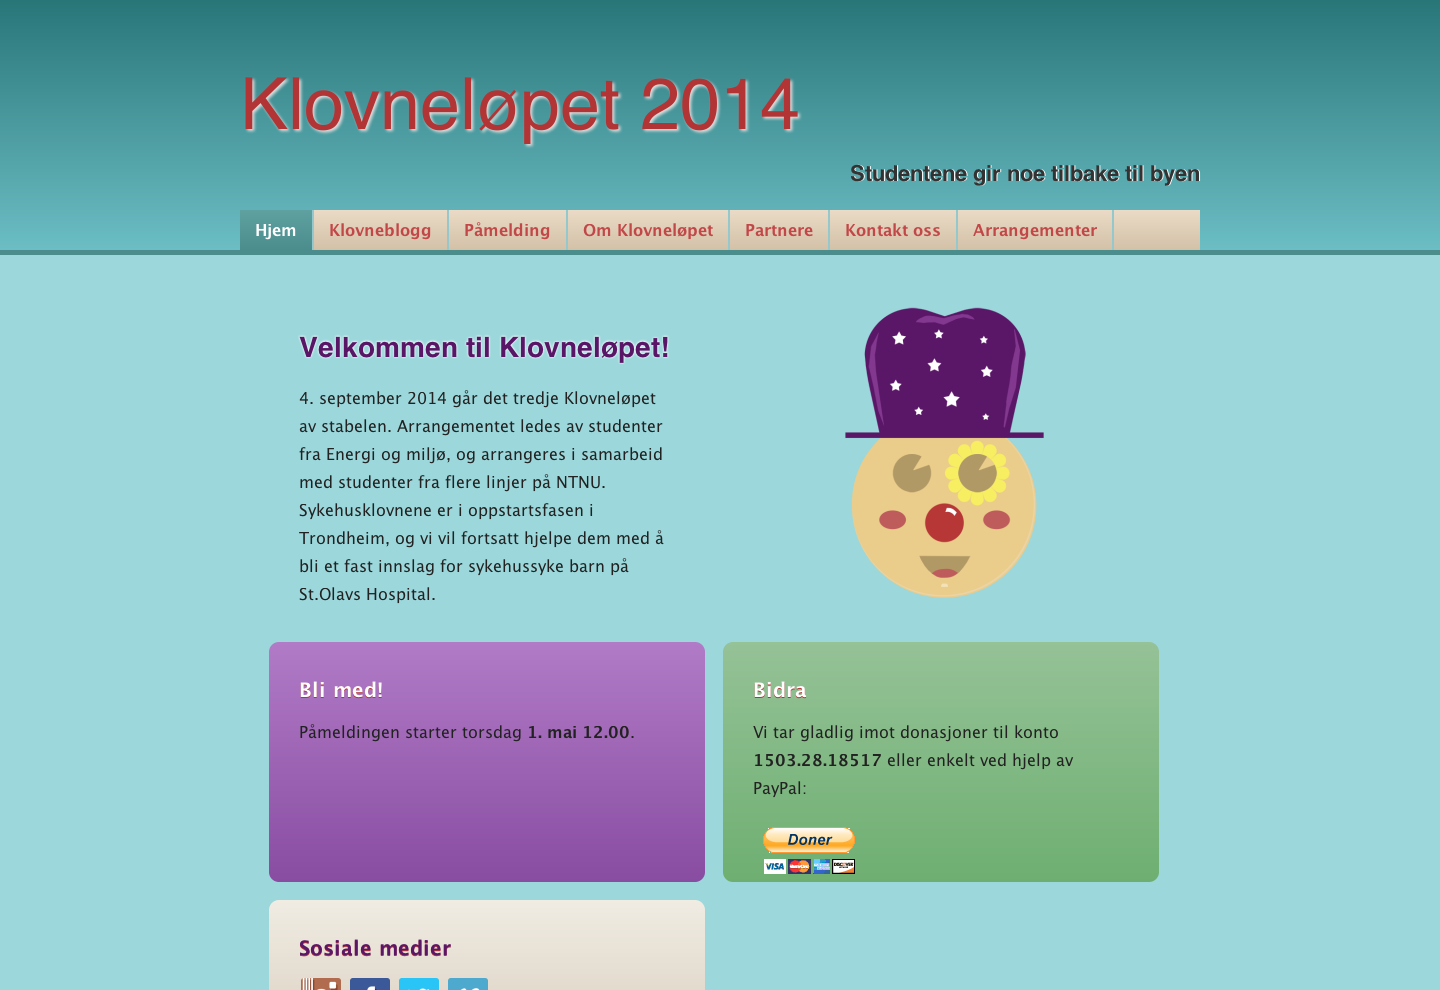 Klovneløpet 2014
Studentene gir noe tilbake til byen
Hjem Klovneblogg Påmelding Om Klovneløpet Partnere Kontakt oss Arrangementer
Velkommen til Klovneløpet!
4. september 2014 går det tredje Klovneløpet
av stabelen. Arrangementet ledes av studenter
fra Energi og miljø, og arrangeres i samarbeid
med studenter fra flere linjer på NTNU.
Sykehusklovnene er i oppstartsfasen i
Trondheim, og vi vil fortsatt hjelpe dem med å
bli et fast innslag for sykehussyke barn på
St.Olavs Hospital.
Bli med!
Påmeldingen starter torsdag 1. mai 12.00.
Bidra
Vi tar gladlig imot donasjoner til konto
1503.28.18517 eller enkelt ved hjelp av
PayPal:
Doner
VISA
Sosiale medier